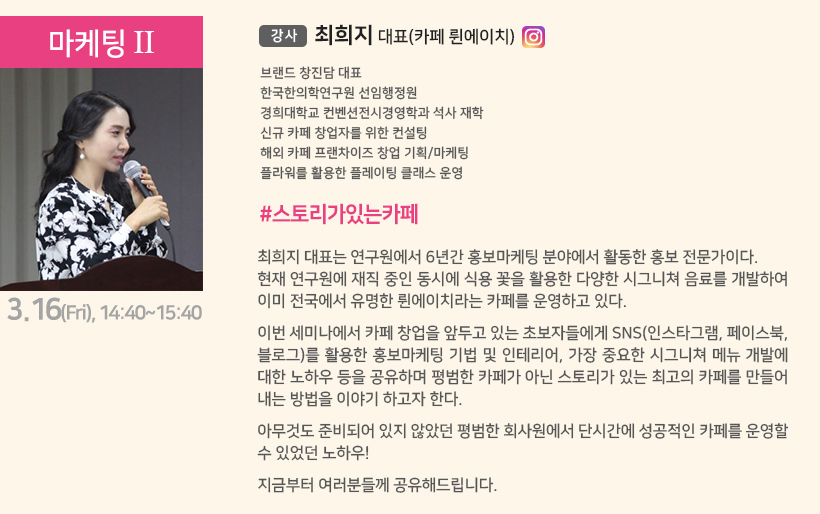 마케팅 II
3.16(Fri), 14:40~15:40
강사 최희지 대표(카페 륀에이치)
브랜드 창진담 대표
한국한의학연구원 선임행정원
경희대학교 컨벤션전시경영학과 석사 재학
신규 카페 창업자를 위한 컨설팅
해외 카페 프랜차이즈 창업 기획/마케팅
플라워를 활용한 플레이팅 클래스 운영
#스토리가있는카페
최희지 대표는 연구원에서 6년간 홍보마케팅 분야에서 활동한 홍보 전문가이다.
현재 연구원에 재직 중인 동시에 식용 꽃을 활용한 다양한 시그니쳐 음료를 개발하여
이미 전국에서 유명한 륀에이치라는 카페를 운영하고 있다.
이번 세미나에서 카페 창업을 앞두고 있는 초보자들에게 SNS(인스타그램, 페이스북,
블로그)를 활용한 홍보마케팅 기법 및 인테리어, 가장 중요한 시그니쳐 메뉴 개발에
대한 노하우 등을 공유하며 평범한 카페가 아닌 스토리가 있는 최고의 카페를 만들어
내는 방법을 이야기 하고자 한다.
아무것도 준비되어 있지 않았던 평범한 회사원에서 단시간에 성공적인 카페를 운영할
수 있었던 노하우!
지금부터 여러분들께 공유해드립니다.